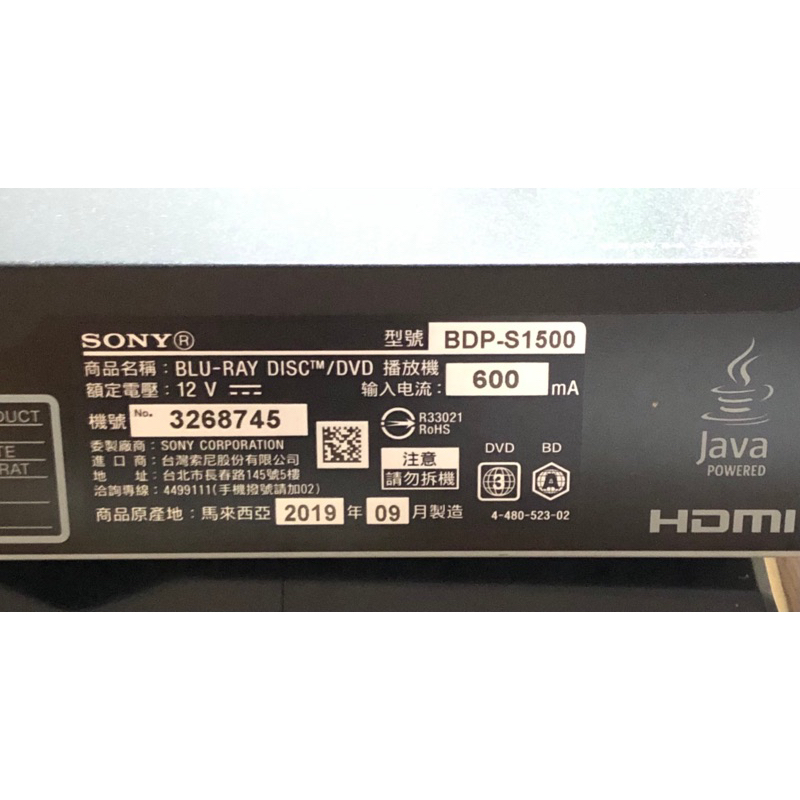 SONY® 型號 BDP-S1500
商品名稱：BLU-RAY DISC™/DVD 播放機
額定電壓：12 V 输入电流： 600 mA
機號 No. 3268745
R33021
RoHS
委製廠商：SONY CORPORATION
進口商：台灣索尼股份有限公司
地址：台北市長春路145號5樓
洽詢專線：4499111(手機撥號請加02)
注意
請勿拆機
DVD BD
3 A
商品原產地：馬來西亞 2019 年 09 月製造
4-480-523-02
Java
POWERED
HDMI
DUCT
TE
RAT